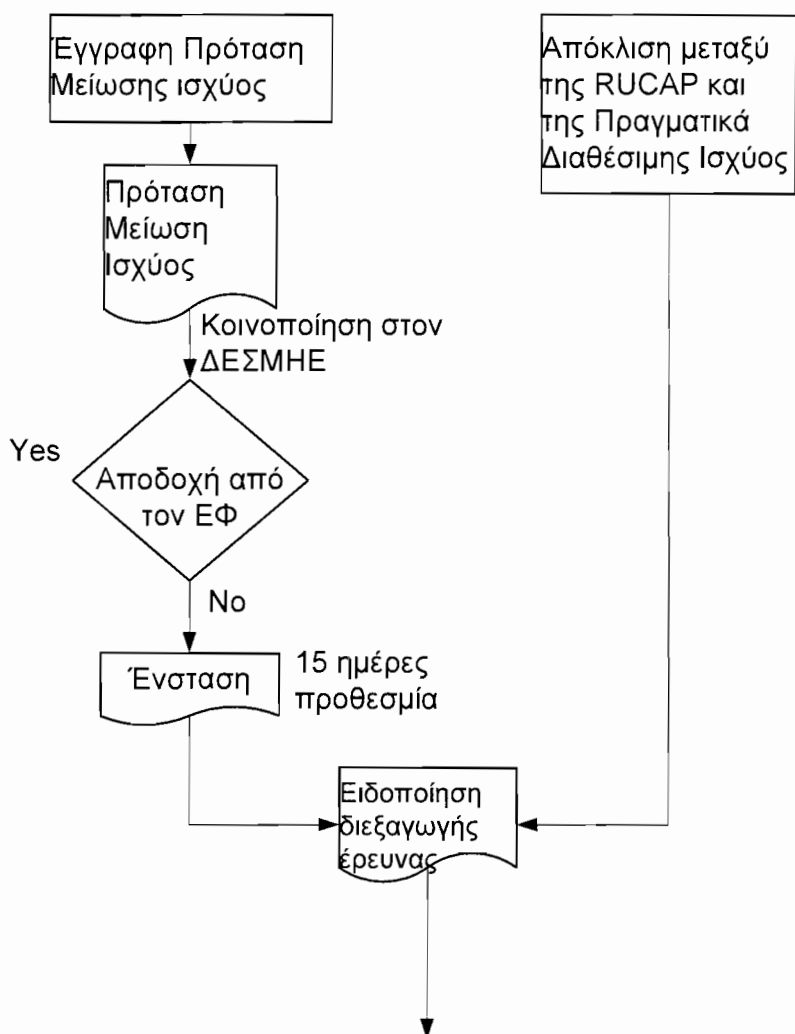 Έγγραφη Πρόταση
Μείωσης ισχύος
Απόκλιση μεταξύ
της RUCAP και
της Πραγματικά
Διαθέσιμης Ισχύος
Πρόταση
Μείωση
Ισχύος
Κοινοποίηση στον
ΔΕΣΜΗΕ
Yes
Αποδοχή από
τον ΕΦ
No
Ένσταση
15 ημέρες
προθεσμία
Ειδοποίηση
διεξαγωγής
έρευνας